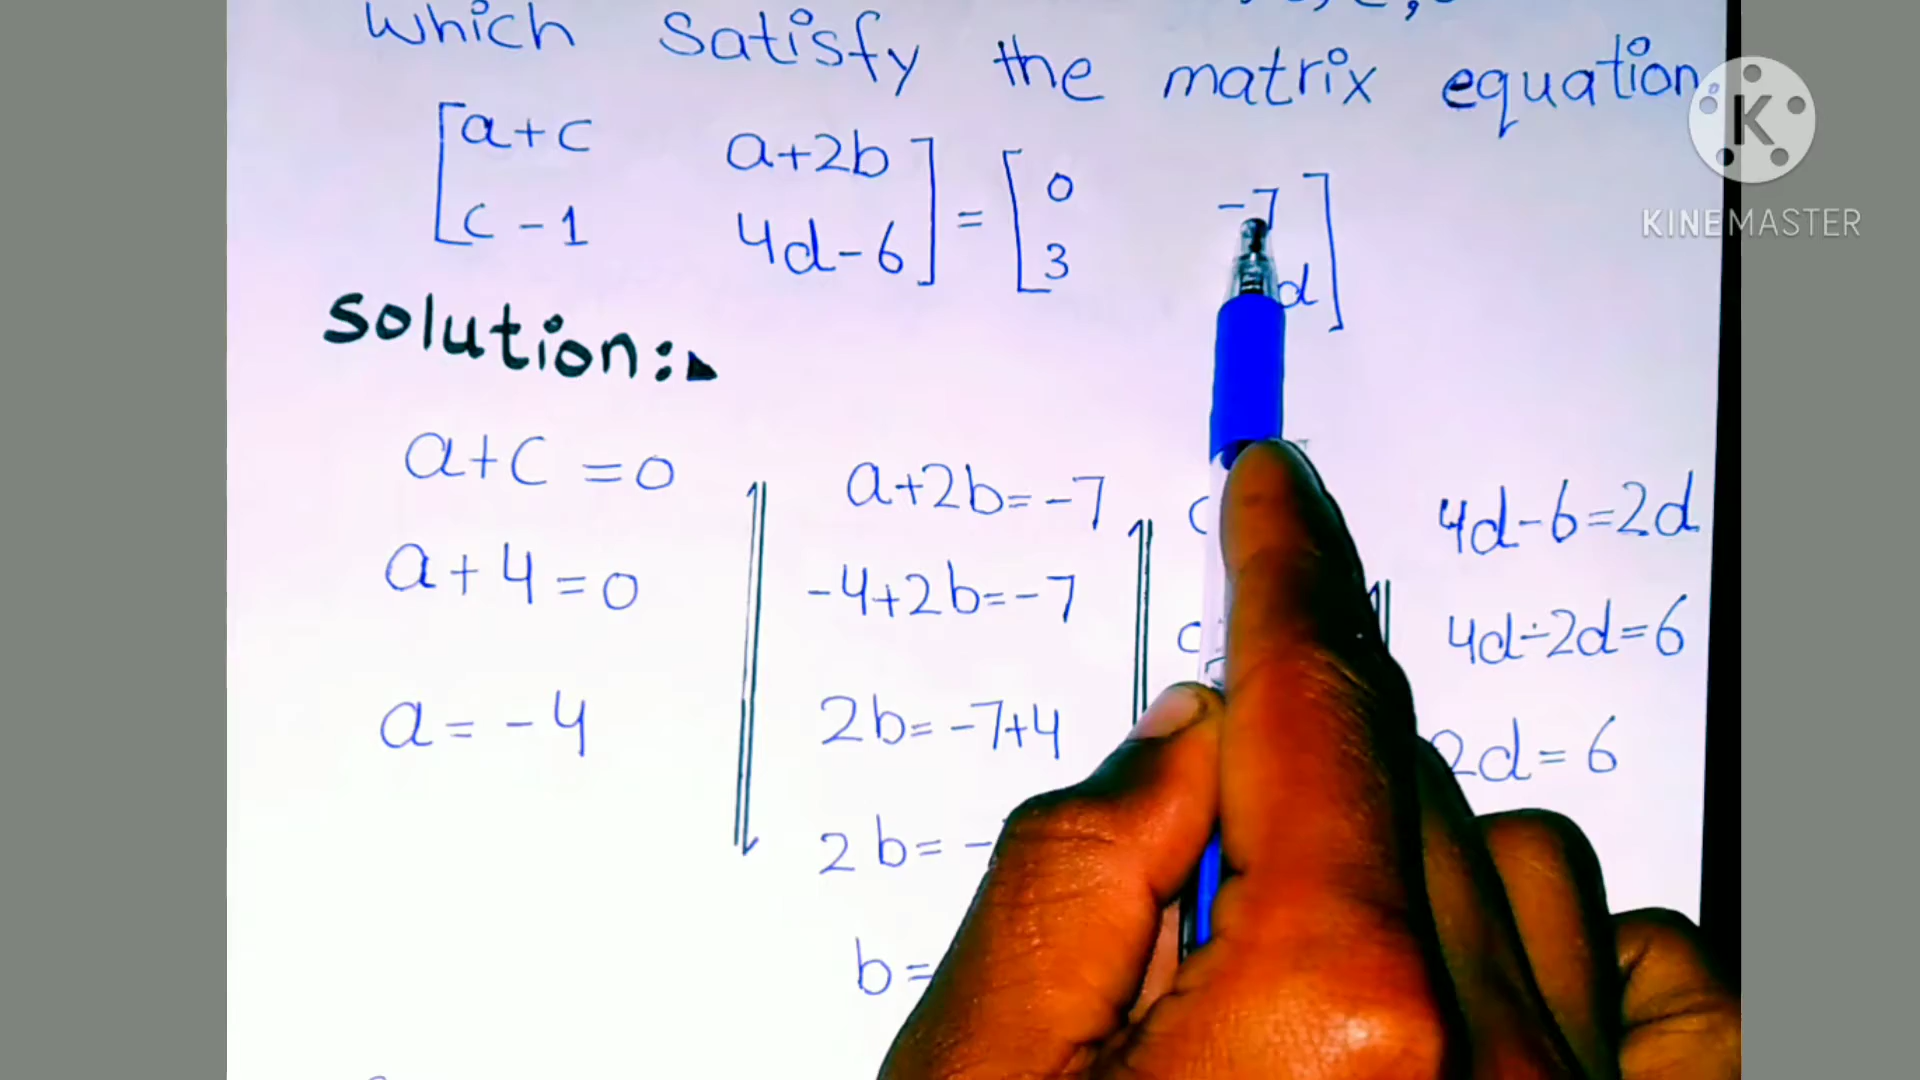 which satisfy the matrix equation
[a+c a+2b] = [0 -7]
[c-1 4d-6] [3 d]
solution:
a+c=0
a+4=0
a=-4
a+2b=-7
-4+2b=-7
2b=-7+4
2b=-
b=
c
c
4d-6=2d
4d-2d=6
2d=6
K
KINEMASTER